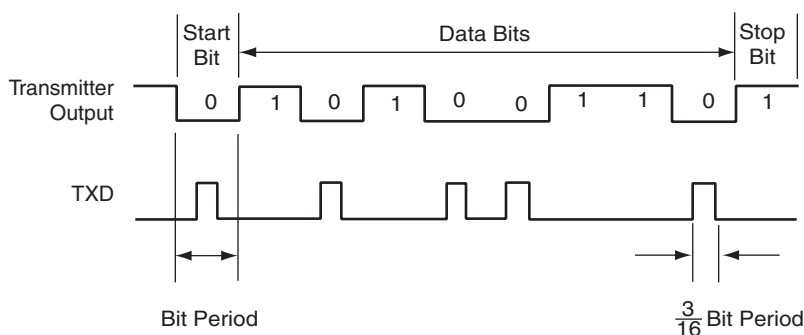 Start Bit
Data Bits
Stop Bit
Transmitter Output
0 1 0 1 0 0 1 1 0 1
TXD
Bit Period
3/16 Bit Period